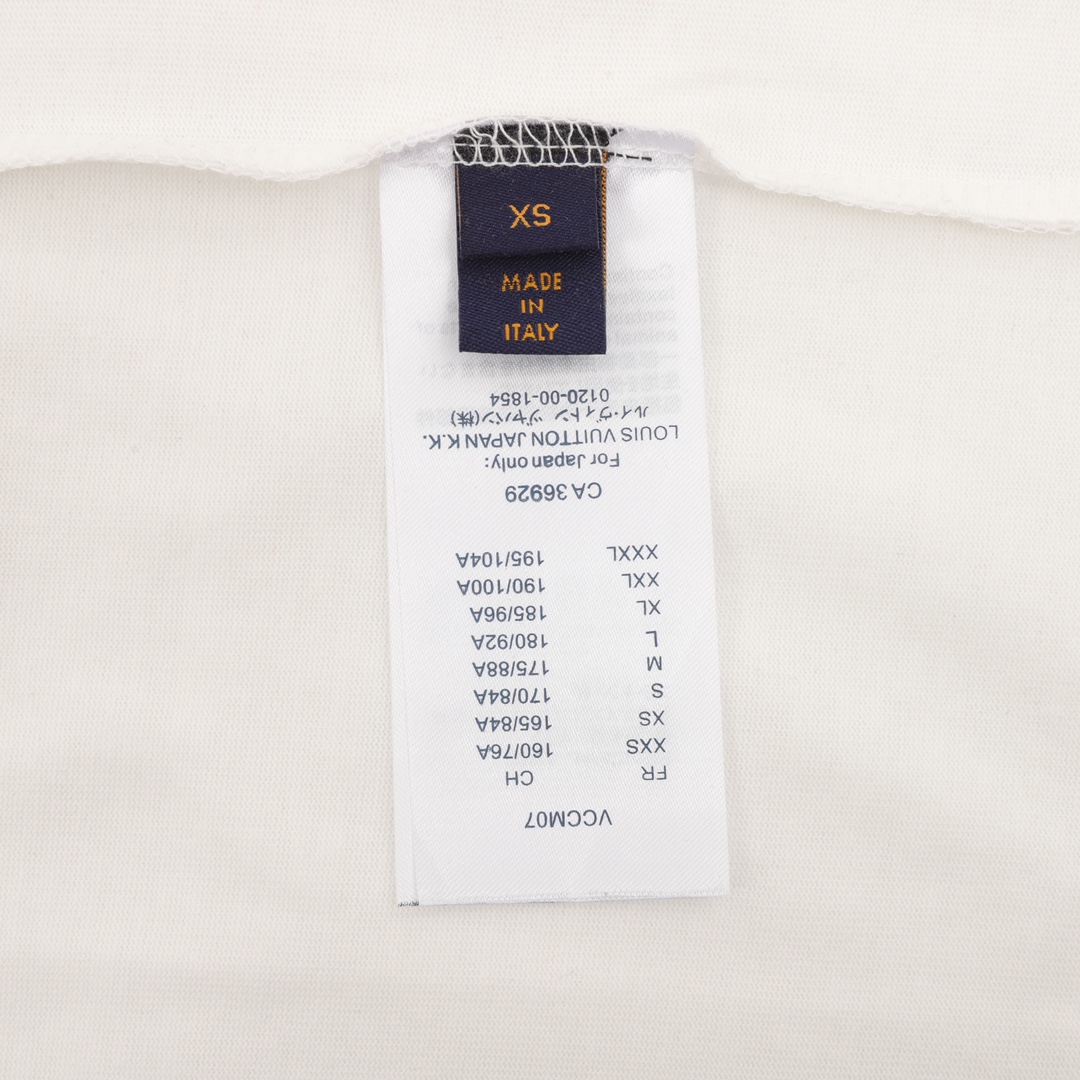 XS
MADE
IN
ITALY
VCCM07
FR CH
XXS 160/76A
XS 165/84A
S 170/84A
M 175/88A
L 180/92A
XL 185/96A
XXL 190/100A
XXXL 195/104A
CA 36929
For Japan only:
LOUIS VUITTON JAPAN K.K.
ルイ・ヴィトン ジャパン(株)
0120-00-1854